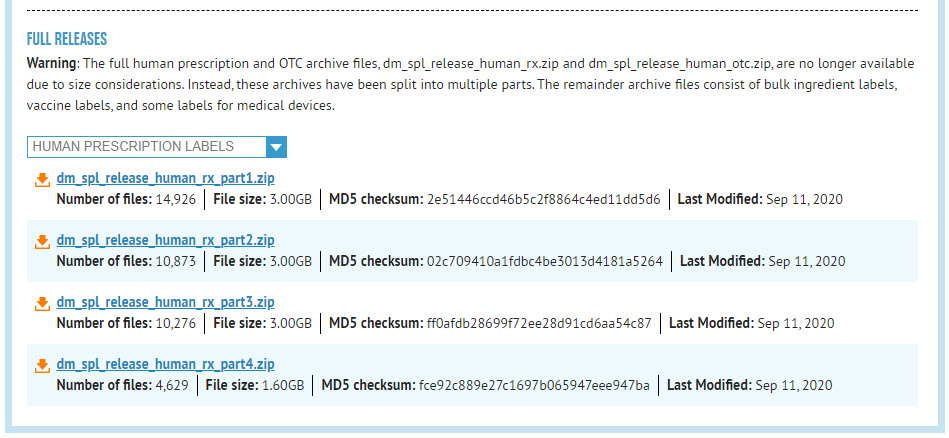 FULL RELEASES
Warning: The full human prescription and OTC archive files, dm_spl_release_human_rx.zip and dm_spl_release_human_otc.zip, are no longer available
due to size considerations. Instead, these archives have been split into multiple parts. The remainder archive files consist of bulk ingredient labels,
vaccine labels, and some labels for medical devices.
HUMAN PRESCRIPTION LABELS
dm_spl_release_human_rx_part1.zip
Number of files: 14,926 | File size: 3.00GB | MD5 checksum: 2e51446ccd46b5c2f8864c4ed11dd5d6 | Last Modified: Sep 11, 2020
dm_spl_release_human_rx_part2.zip
Number of files: 10,873 | File size: 3.00GB | MD5 checksum: 02c709410a1fdbc4be3013d4181a5264 | Last Modified: Sep 11, 2020
dm_spl_release_human_rx_part3.zip
Number of files: 10,276 | File size: 3.00GB | MD5 checksum: ff0afdb28699f72ee28d91cd6aa54c87 | Last Modified: Sep 11, 2020
dm_spl_release_human_rx_part4.zip
Number of files: 4,629 | File size: 1.60GB | MD5 checksum: fce92c889e27c1697b065947eee947ba | Last Modified: Sep 11, 2020